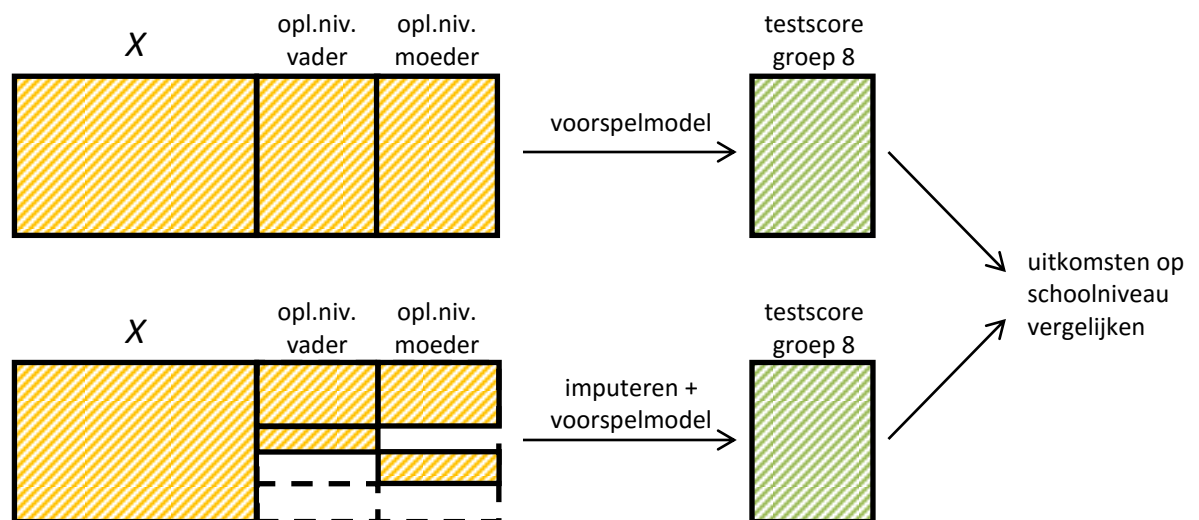 X
opl.niv.
vader
opl.niv.
moeder
voorspelmodel
testscore
groep 8
uitkomsten op
schoolniveau
vergelijken
X
opl.niv.
vader
opl.niv.
moeder
imputeren +
voorspelmodel
testscore
groep 8